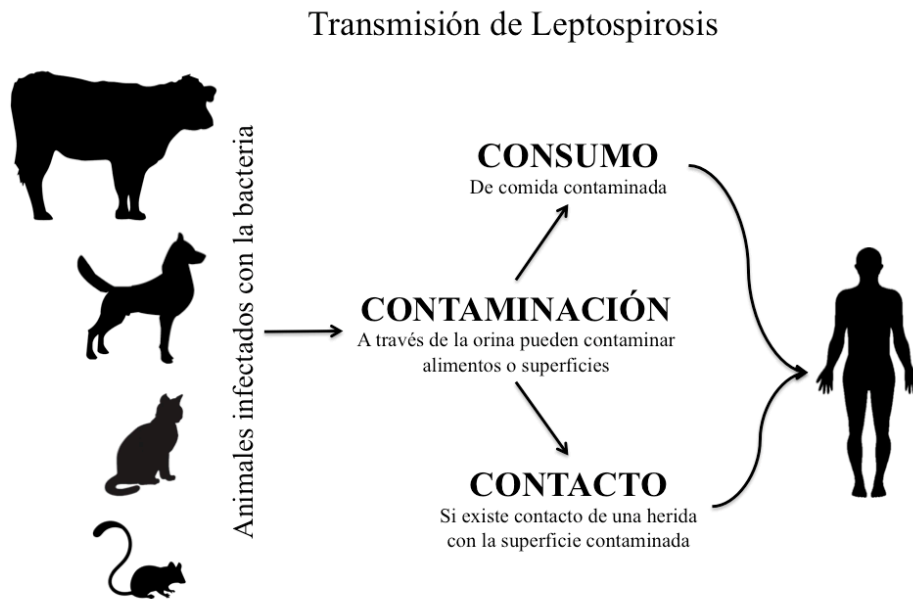 Transmisión de Leptospirosis
Animales infectados con la bacteria
CONSUMO
De comida contaminada
CONTAMINACIÓN
A través de la orina pueden contaminar
alimentos o superficies
CONTACTO
Si existe contacto de una herida
con la superficie contaminada